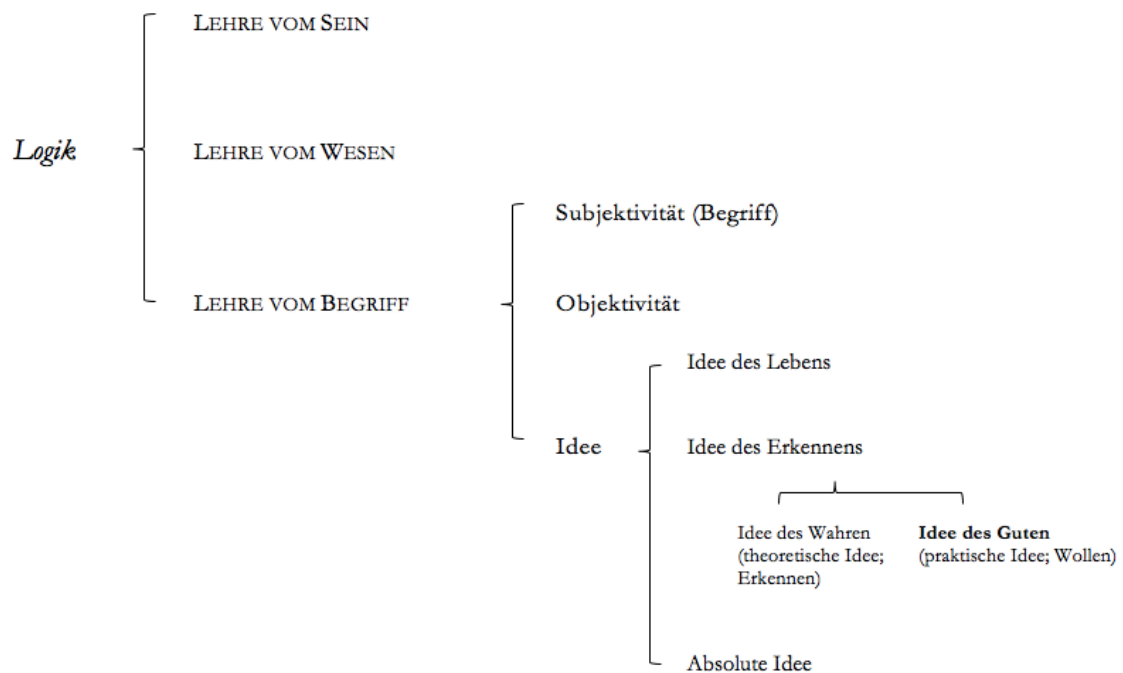 LEHRE VOM SEIN
Logik
LEHRE VOM WESEN
Subjektivität (Begriff)
LEHRE VOM BEGRIFF
Objektivität
Idee des Lebens
Idee
Idee des Erkennens
Idee des Wahren
(theoretische Idee;
Erkennen)
Idee des Guten
(praktische Idee; Wollen)
Absolute Idee